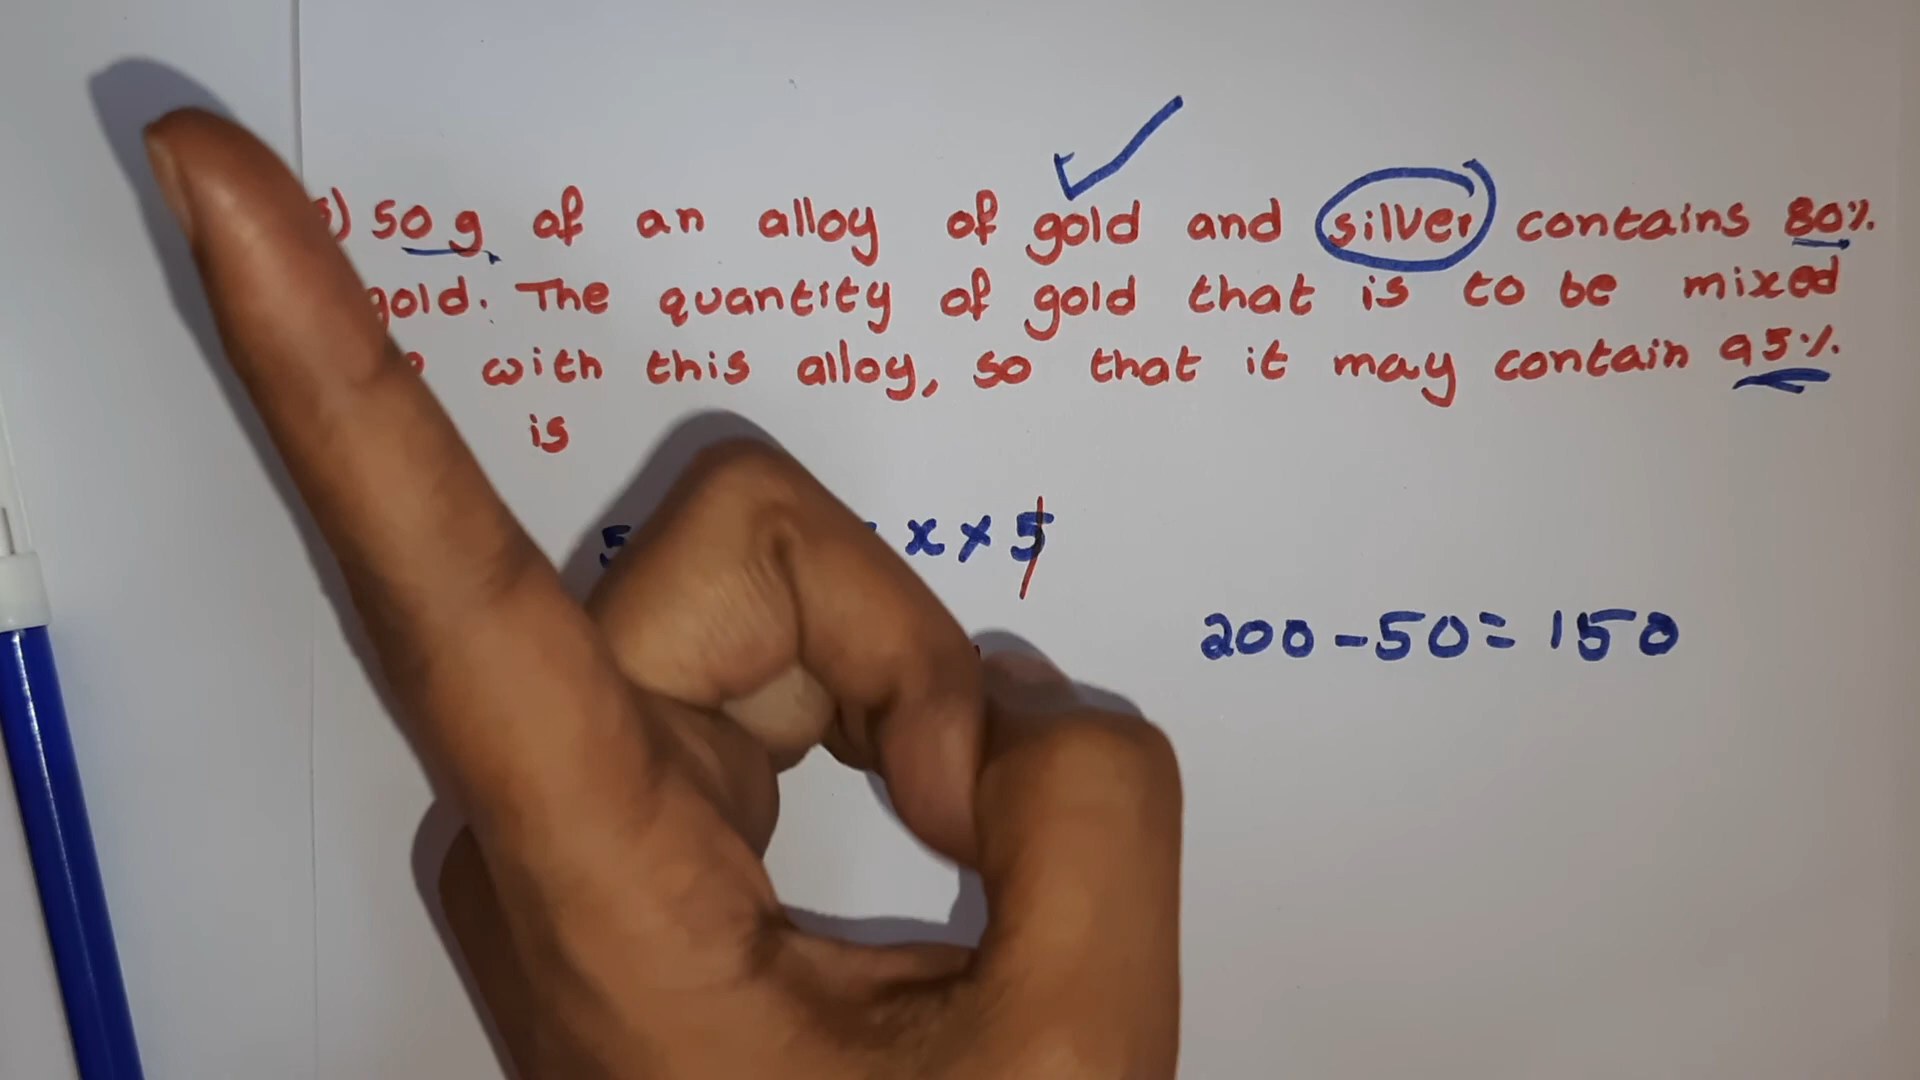 ) 50 g of an alloy of gold and silver contains 80%
gold. The quantity of gold that is to be mixed
with this alloy, so that it may contain 95%
is
5 x × 5
200 - 50 = 150